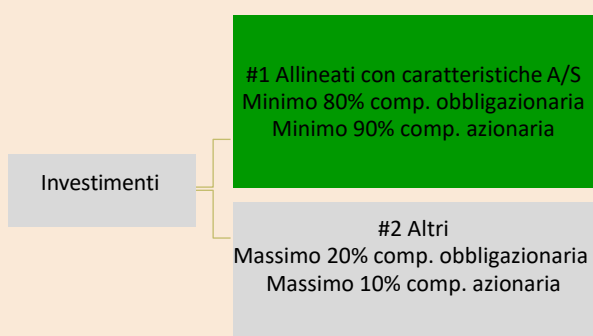 Investimenti
#1 Allineati con caratteristiche A/S
Minimo 80% comp. obbligazionaria
Minimo 90% comp. azionaria
#2 Altri
Massimo 20% comp. obbligazionaria
Massimo 10% comp. azionaria